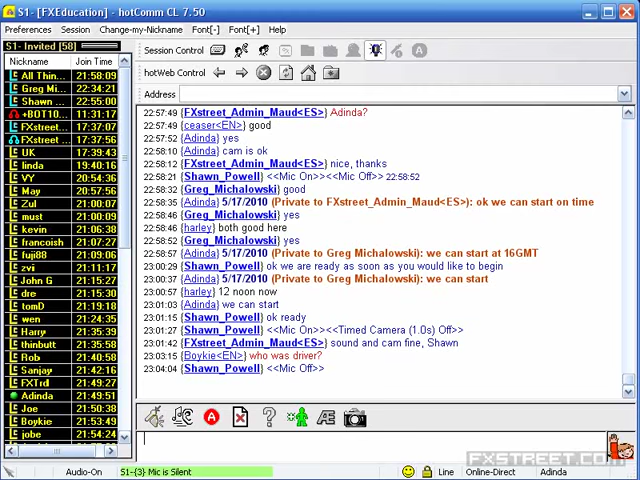 S1- [FXEducation] - hotComm CL 7.50
Preferences Session Change-my-Nickname Font[-] Font[+] Help
S1- Invited [58]
Nickname Join Time
All Thin... 21:58:09
Greg Mi... 22:34:21
Shawn ... 22:55:00
+BOT10... 11:31:17
FXstreet... 17:37:07
FXstreet ... 17:37:56
UK 17:39:43
linda 19:40:16
VY 20:54:36
May 20:57:56
Zul 21:00:07
must 21:00:09
kevin 21:06:38
francoish 21:07:27
fuji88 21:09:06
zvi 21:11:27
John G 21:15:27
dre 21:15:30
tomD 21:19:18
wen 21:24:35
Harry 21:35:39
thinbutt 21:35:58
Rob 21:40:58
Sanjay 21:42:16
FXTrdl 21:49:27
Adinda 21:49:51
Joe 21:50:38
Boykie 21:53:49
jobe 21:54:24
Session Control
hotWeb Control
Address
22:57:49 {FXstreet_Admin_Maud<ES>} Adinda?
22:57:49 {ceaser<EN>} good
22:57:52 {Adinda} yes
22:58:10 {Adinda} cam is ok
22:58:12 {FXstreet_Admin_Maud<ES>} nice, thanks
22:58:21 {Shawn_Powell} <<Mic On>><<Mic Off>> 22:58:52
22:58:32 {Greg_Michalowski} good
22:58:35 {Adinda} 5/17/2010 (Private to FXstreet_Admin_Maud<ES>): ok we can start on time
22:58:46 {Greg_Michalowski} yes
22:58:46 {harley} both good here
22:58:52 {Greg_Michalowski} yes
22:58:57 {Adinda} 5/17/2010 (Private to Greg Michalowski): we can start at 16GMT
23:00:29 {Shawn_Powell} ok we are ready as soon as you would like to begin
23:00:37 {Adinda} 5/17/2010 (Private to Greg Michalowski): we can start
23:00:57 {harley} 12 noon now
23:01:03 {Adinda} we can start
23:01:15 {Shawn_Powell} ok ready
23:01:27 {Shawn_Powell} <<Mic On>><<Timed Camera (1.0s) Off>>
23:01:42 {FXstreet_Admin_Maud<ES>} sound and cam fine, Shawn
23:03:15 {Boykie<EN>} who was driver?
23:04:04 {Shawn_Powell} <<Mic Off>>
FXSTREET.COM
Audio-On S1-{3} Mic is Silent Line Online-Direct Adinda